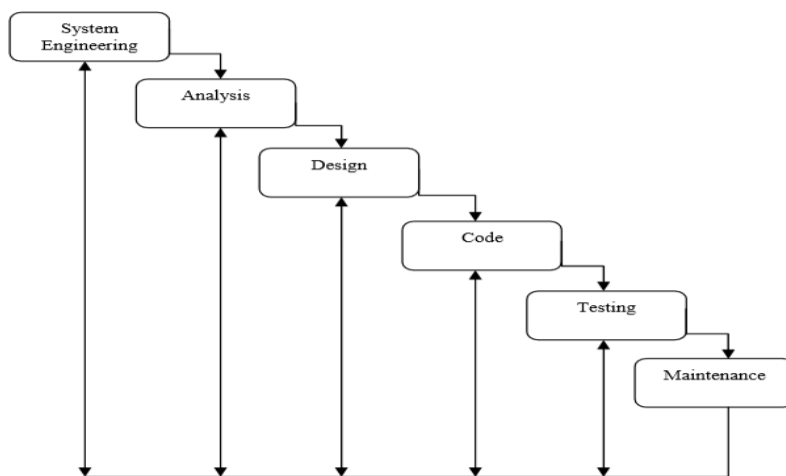 System
Engineering
Analysis
Design
Code
Testing
Maintenance